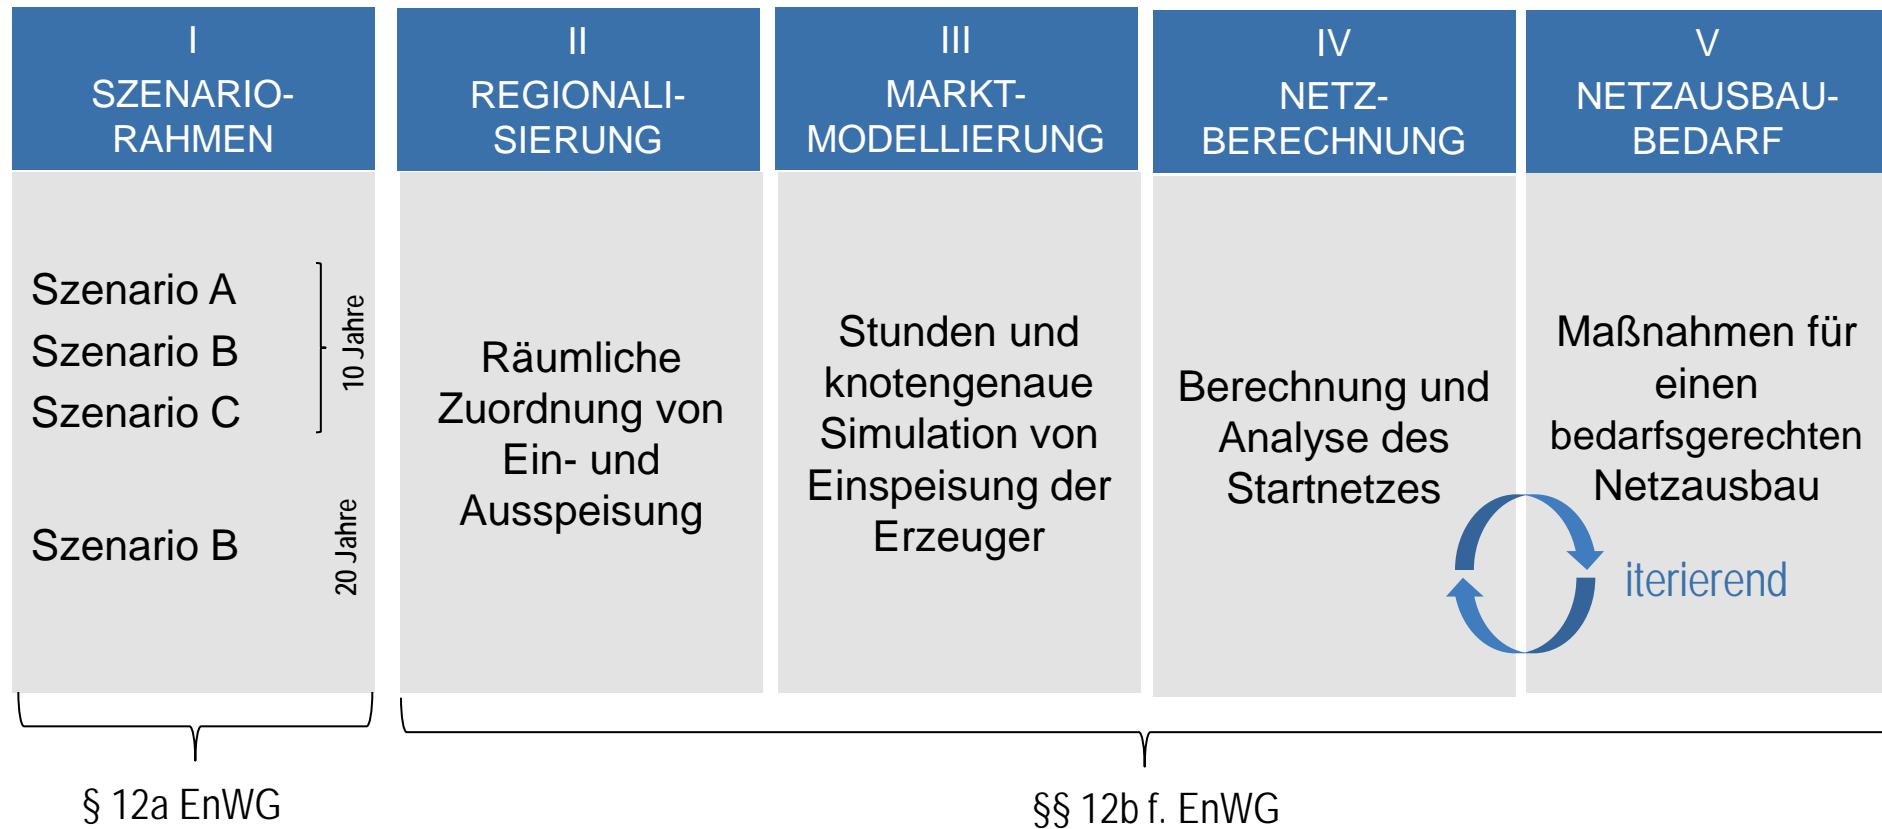 I
SZENARIO-
RAHMEN
Szenario A
Szenario B
Szenario C
10 Jahre
Szenario B
20 Jahre
§ 12a EnWG
II
REGIONALI-
SIERUNG
Räumliche
Zuordnung von
Ein- und
Ausspeisung
III
MARKT-
MODELLIERUNG
Stunden und
knotengenaue
Simulation von
Einspeisung der
Erzeuger
IV
NETZ-
BERECHNUNG
Berechnung und
Analyse des
Startnetzes
V
NETZAUSBAU-
BEDARF
Maßnahmen für
einen
bedarfsgerechten
Netzausbau
iterierend
§§ 12b f. EnWG